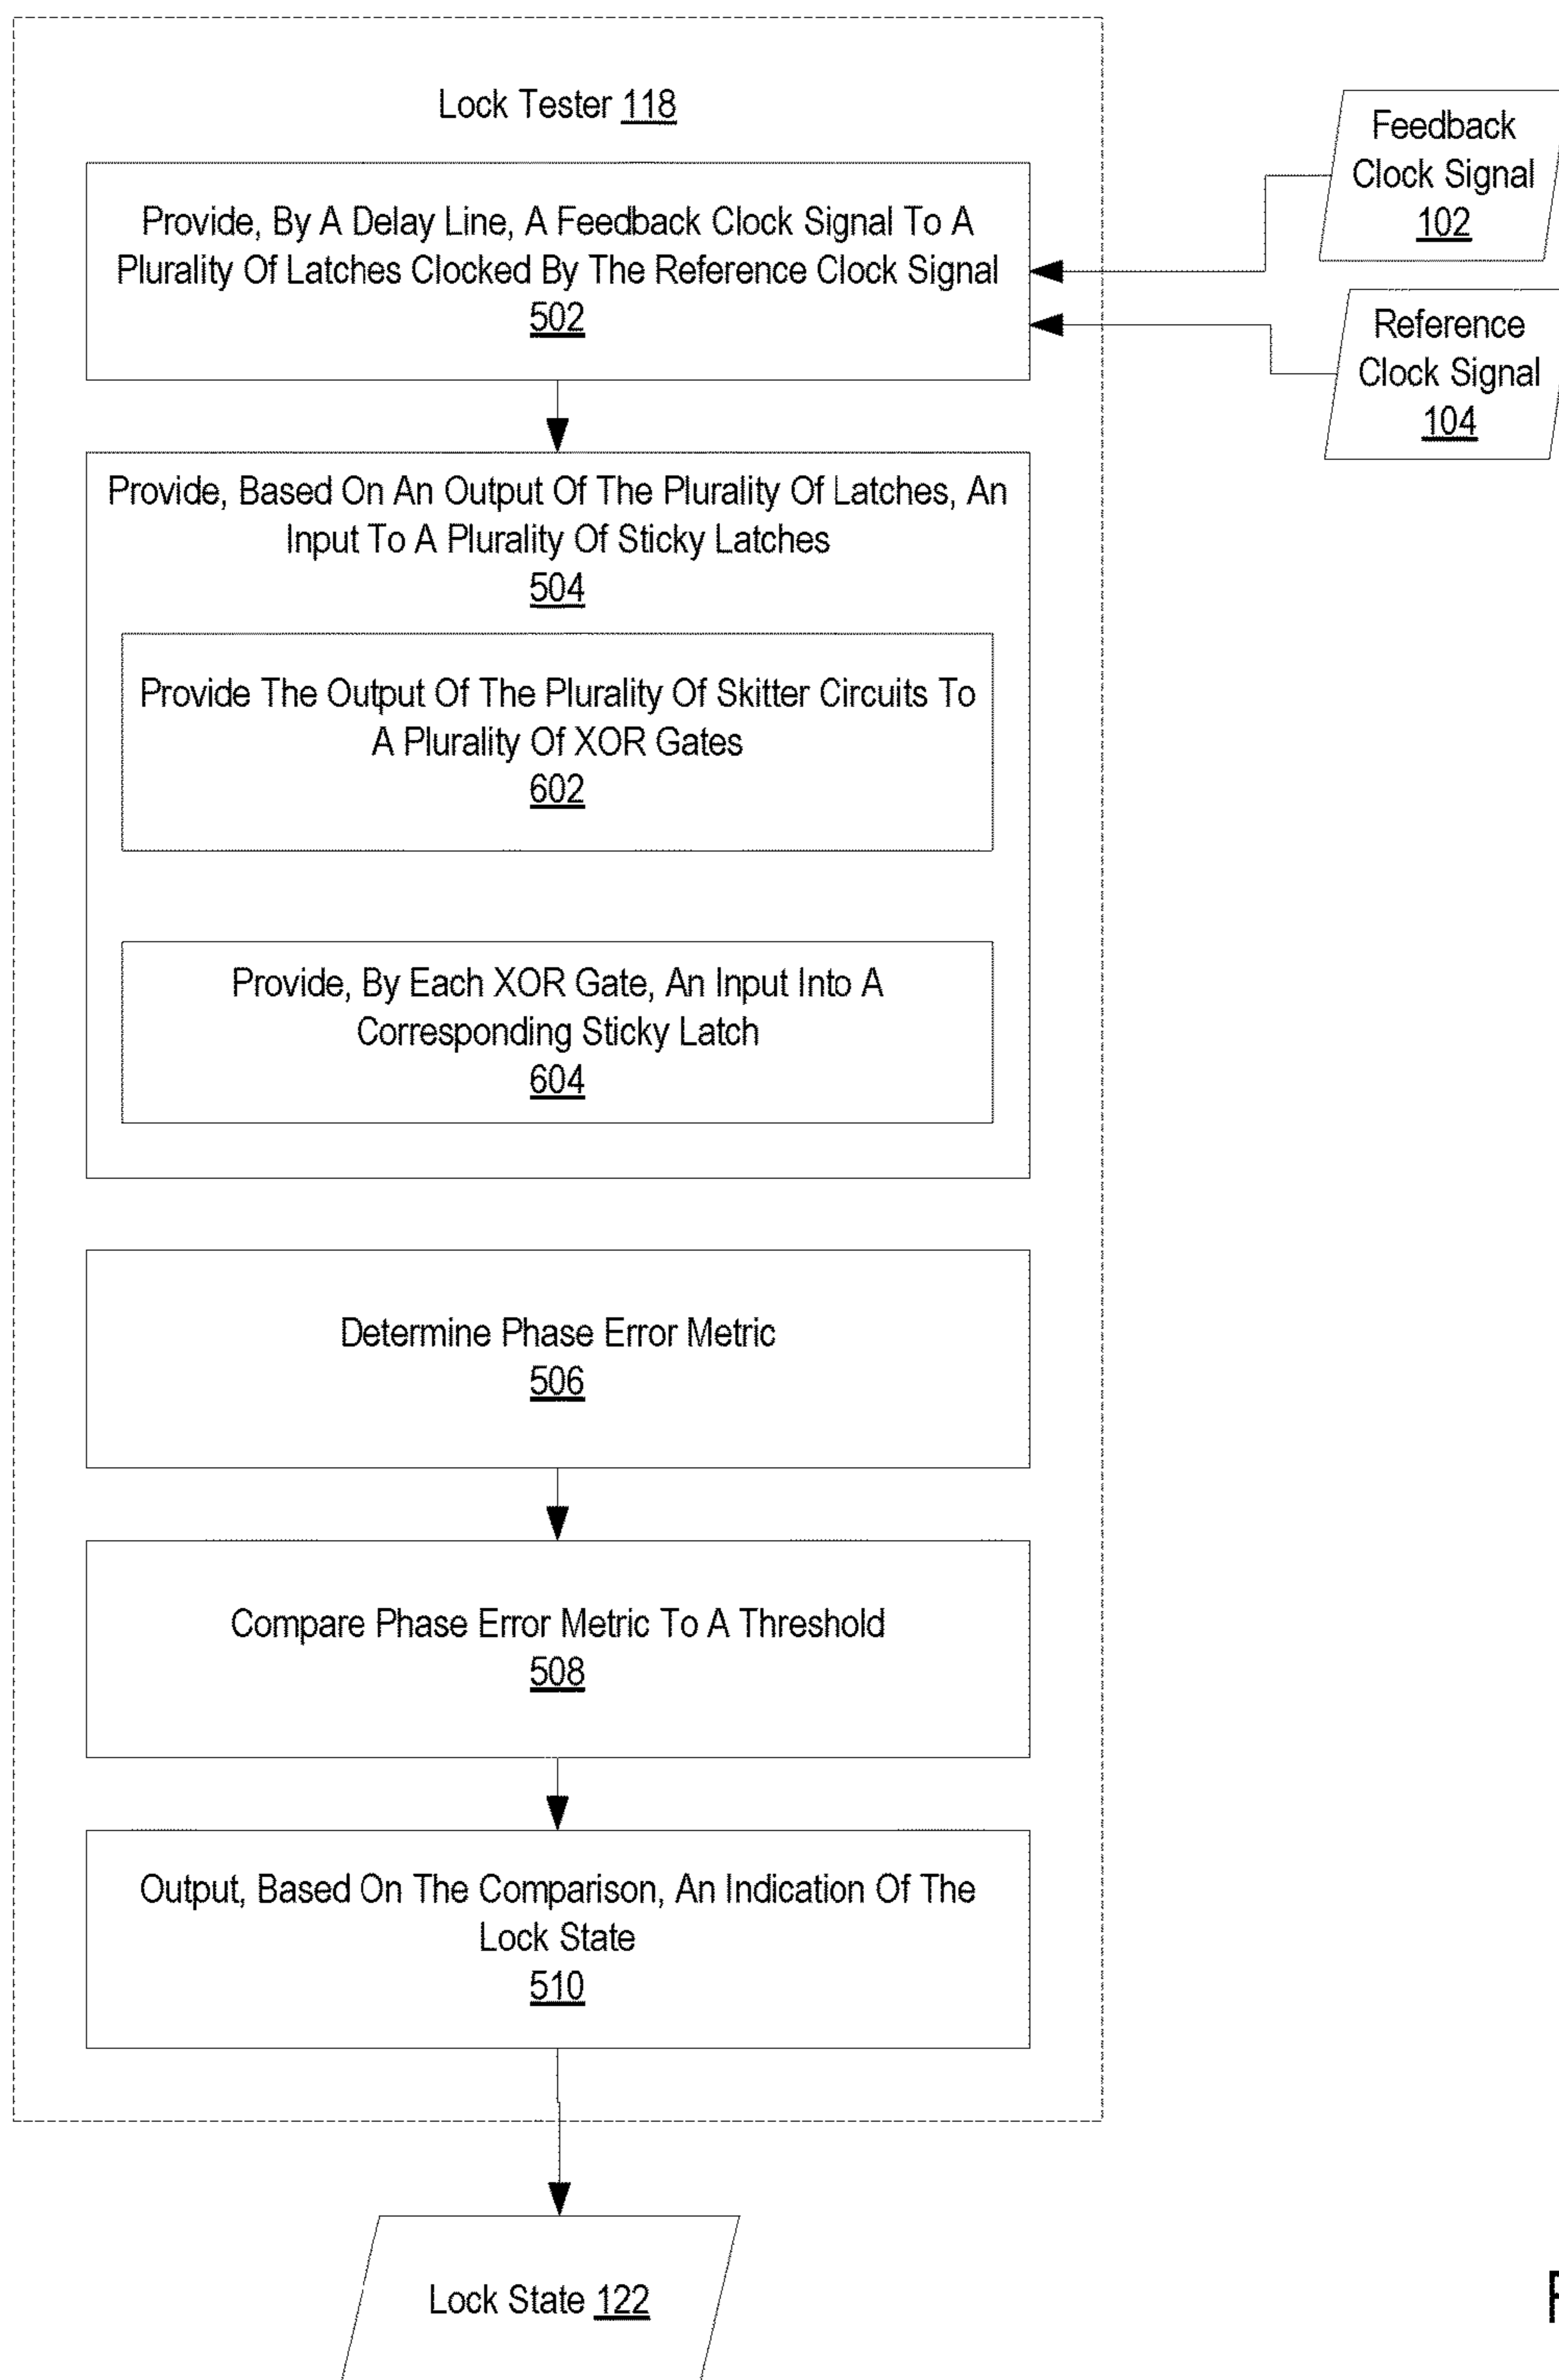 Lock Tester 118
Feedback
Clock Signal
102
Provide, By A Delay Line, A Feedback Clock Signal To A
Plurality Of Latches Clocked By The Reference Clock Signal
502
Reference
Clock Signal
104
Provide, Based On An Output Of The Plurality Of Latches, An
Input To A Plurality Of Sticky Latches
504
Provide The Output Of The Plurality Of Skitter Circuits To
A Plurality Of XOR Gates
602
Provide, By Each XOR Gate, An Input Into A
Corresponding Sticky Latch
604
Determine Phase Error Metric
506
Compare Phase Error Metric To A Threshold
508
Output, Based On The Comparison, An Indication Of The
Lock State
510
Lock State 122